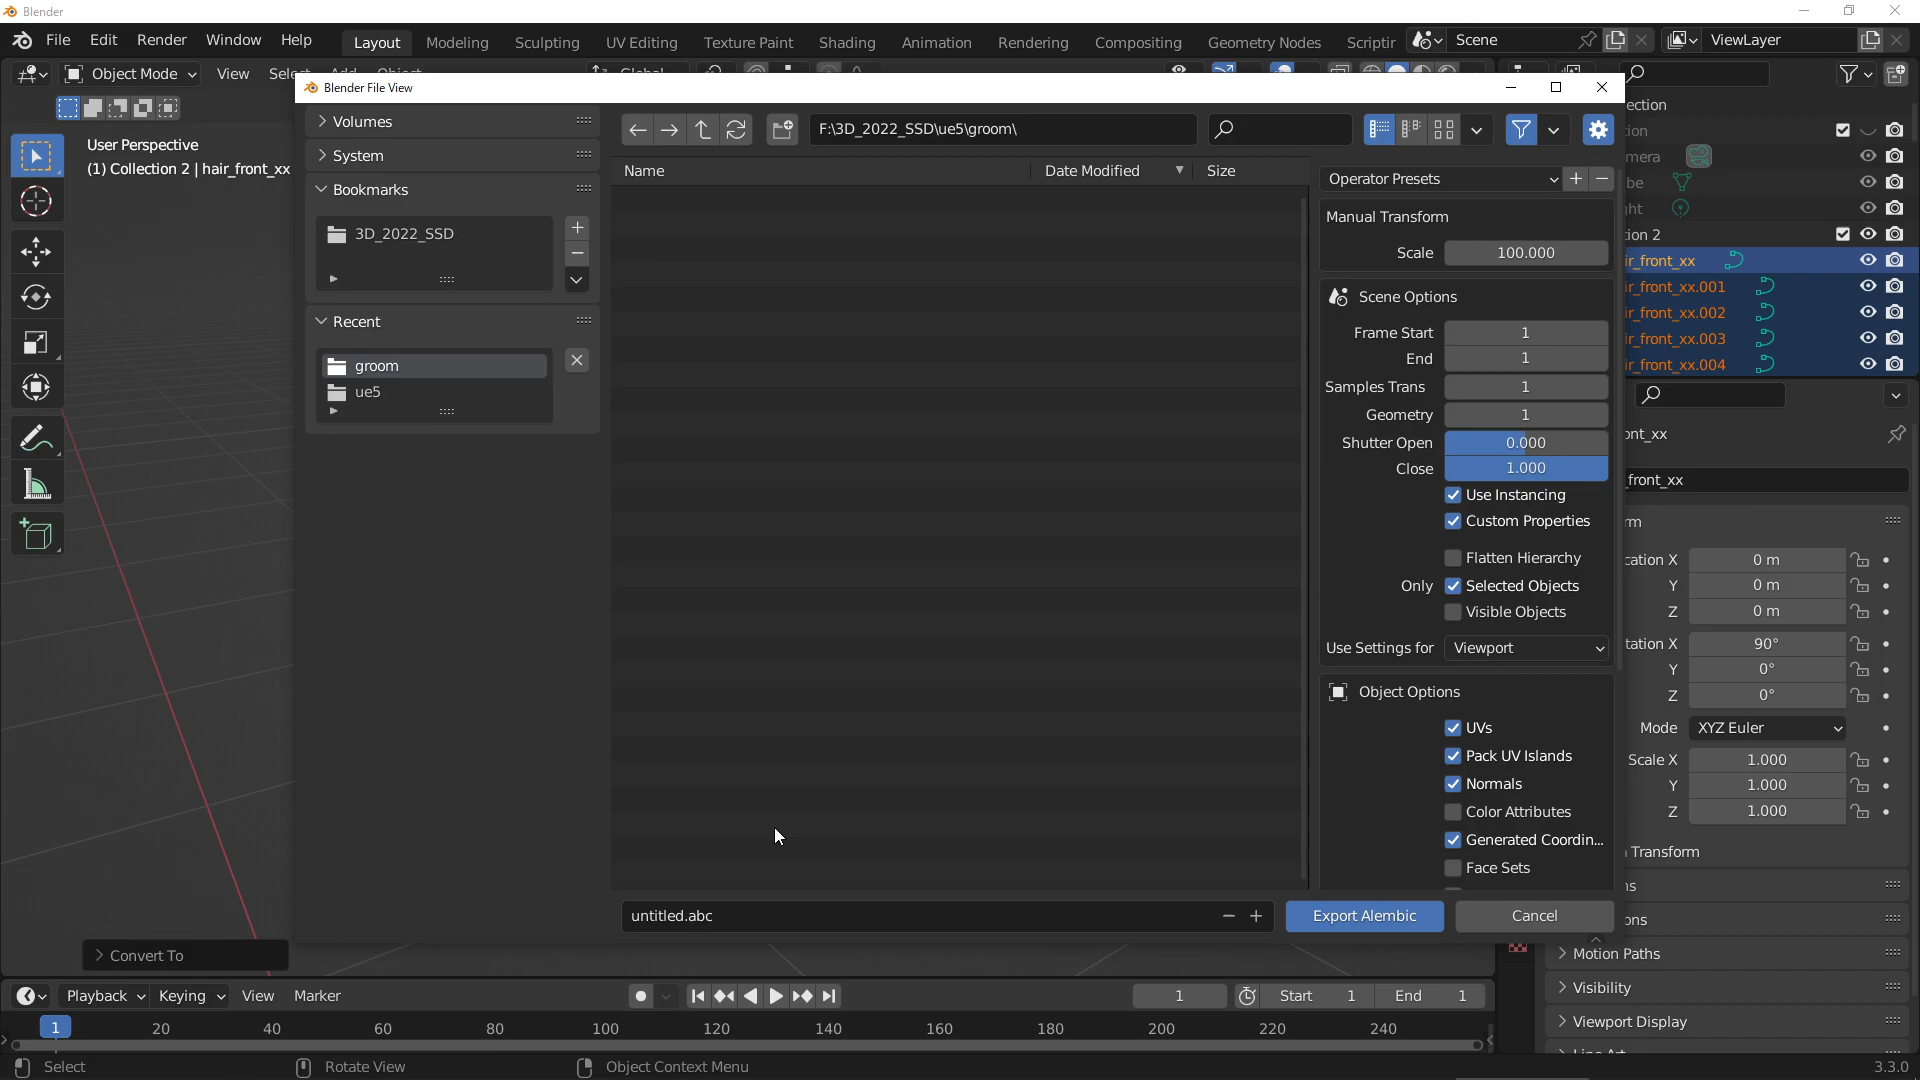 Blender
File Edit Render Window Help Layout Modeling Sculpting UV Editing Texture Paint Shading Animation Rendering Compositing Geometry Nodes Scriptir Scene ViewLayer
Object Mode View
Blender File View
User Perspective
(1) Collection 2 | hair_front_xx
Volumes
System
Bookmarks
3D_2022_SSD
Recent
groom
ue5
F:\3D_2022_SSD\ue5\groom\
Name Date Modified Size
Operator Presets
Manual Transform
Scale 100.000
Scene Options
Frame Start 1
End 1
Samples Trans 1
Geometry 1
Shutter Open 0.000
Close 1.000
Use Instancing
Custom Properties
Flatten Hierarchy
Only Selected Objects
Visible Objects
Use Settings for Viewport
Object Options
UVs
Pack UV Islands
Normals
Color Attributes
Generated Coordin...
Face Sets
untitled.abc
Export Alembic Cancel
ection
ion
mera
be
ht
ion 2
ir_front_xx
ir_front_xx.001
ir_front_xx.002
ir_front_xx.003
ir_front_xx.004
ont_xx
front_xx
rm
cation X 0 m
Y 0 m
Z 0 m
tation X 90°
Y 0°
Z 0°
Mode XYZ Euler
Scale X 1.000
Y 1.000
Z 1.000
Transform
ns
ons
Motion Paths
Visibility
Viewport Display
Convert To
Playback Keying View Marker 1 Start 1 End 1
1 20 40 60 80 100 120 140 160 180 200 220 240
Select Rotate View Object Context Menu 3.3.0